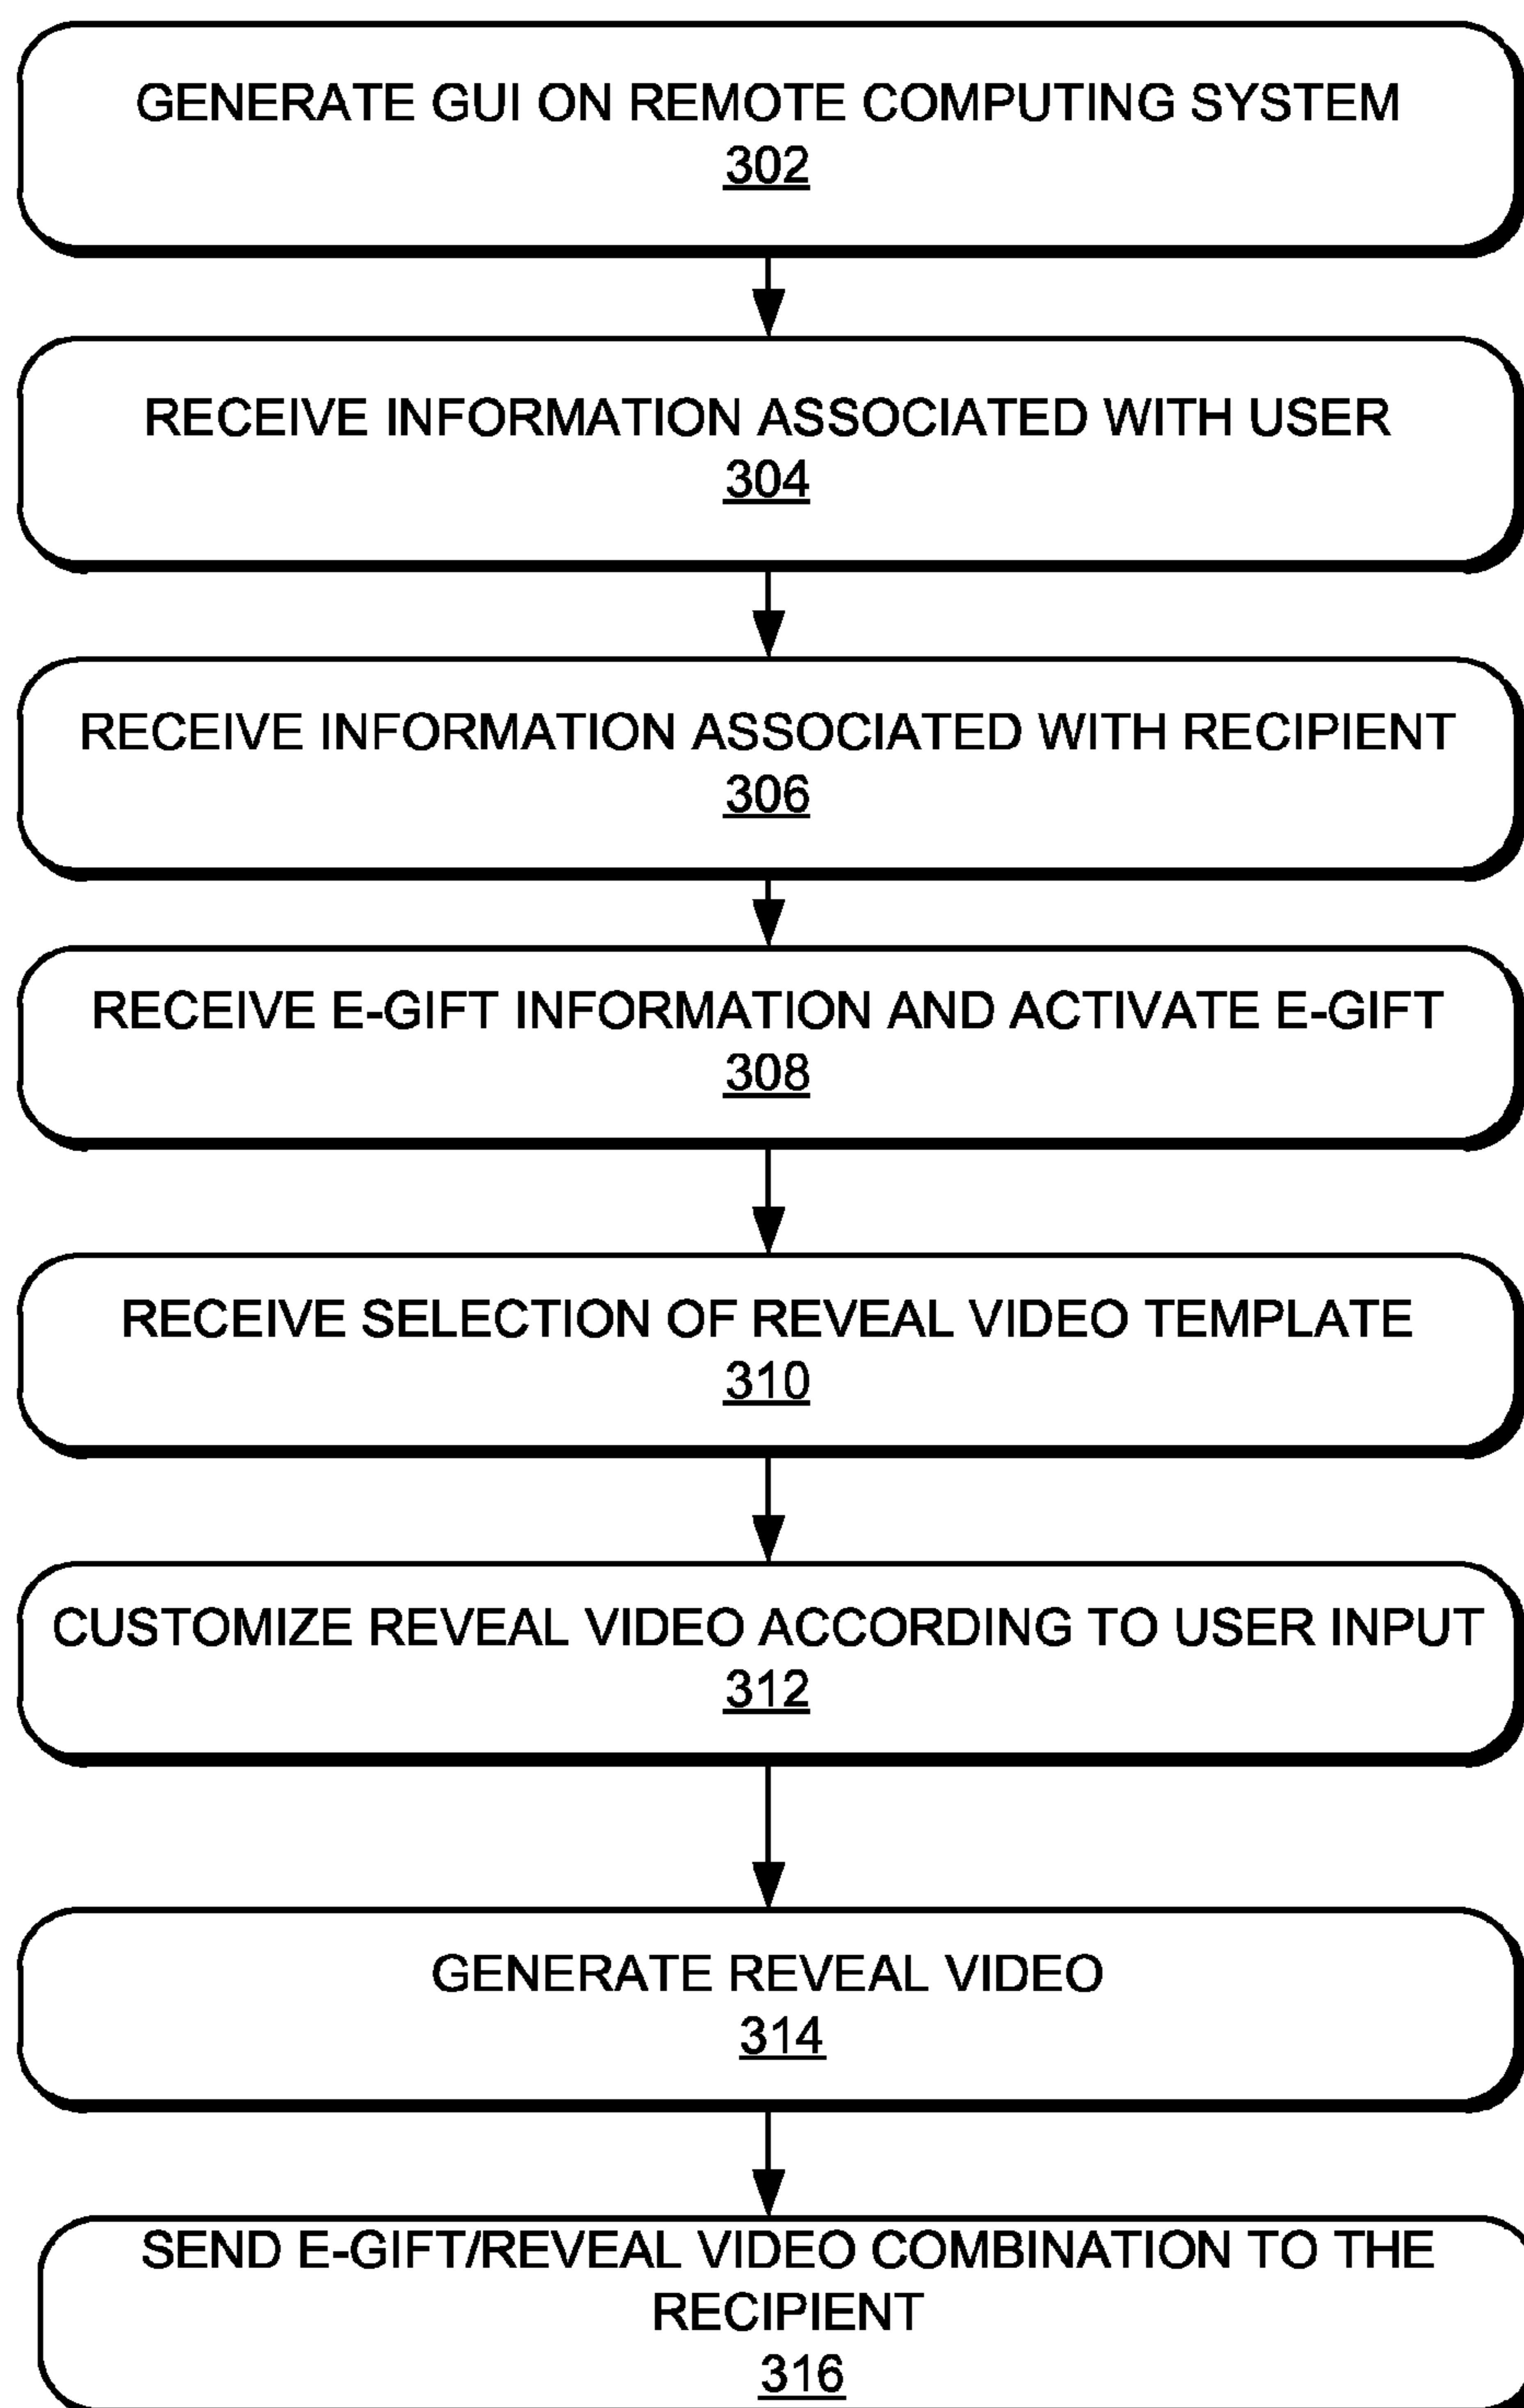 GENERATE GUI ON REMOTE COMPUTING SYSTEM
302
RECEIVE INFORMATION ASSOCIATED WITH USER
304
RECEIVE INFORMATION ASSOCIATED WITH RECIPIENT
306
RECEIVE E-GIFT INFORMATION AND ACTIVATE E-GIFT
308
RECEIVE SELECTION OF REVEAL VIDEO TEMPLATE
310
CUSTOMIZE REVEAL VIDEO ACCORDING TO USER INPUT
312
GENERATE REVEAL VIDEO
314
SEND E-GIFT/REVEAL VIDEO COMBINATION TO THE
RECIPIENT
316